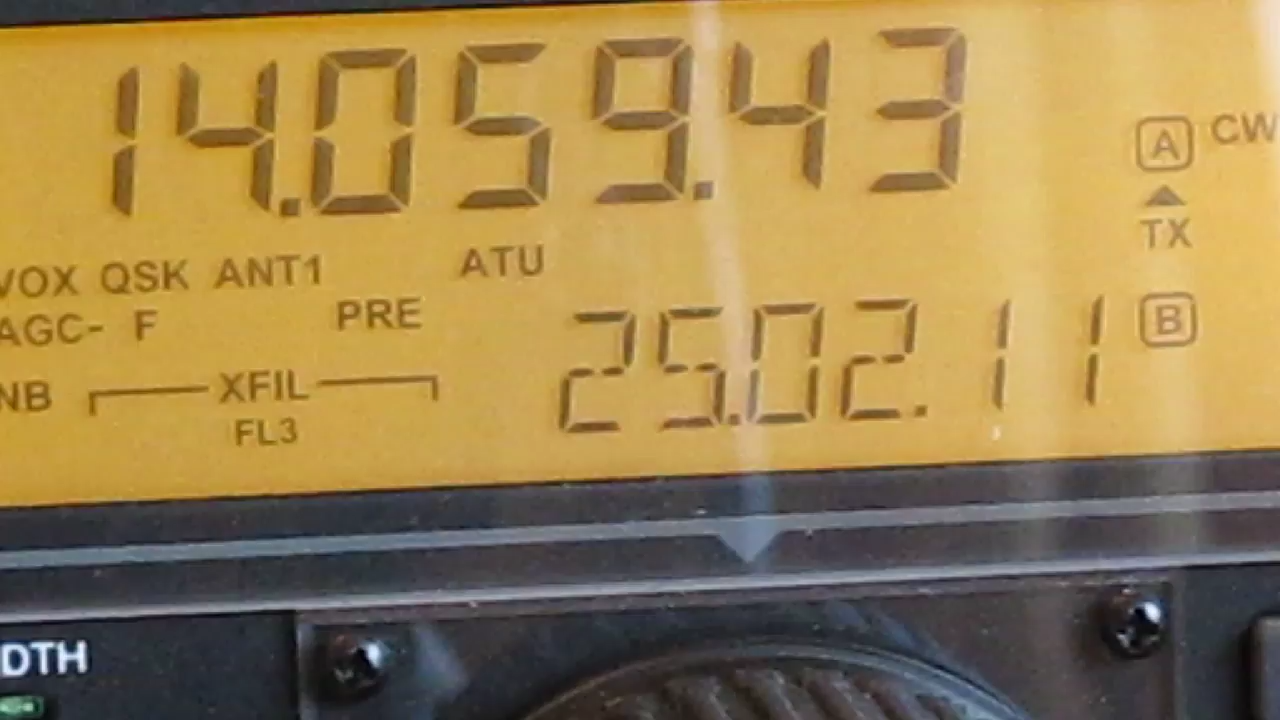 14.059.43
A CW
TX
VOX QSK ANT1 ATU
AGC- F PRE
25.02.11 B
NB XFIL
FL3
DTH